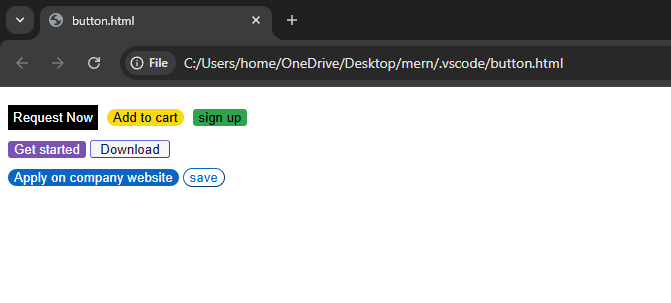 button.html
File C:/Users/home/OneDrive/Desktop/mern/.vscode/button.html
Request Now Add to cart sign up
Get started Download
Apply on company website save